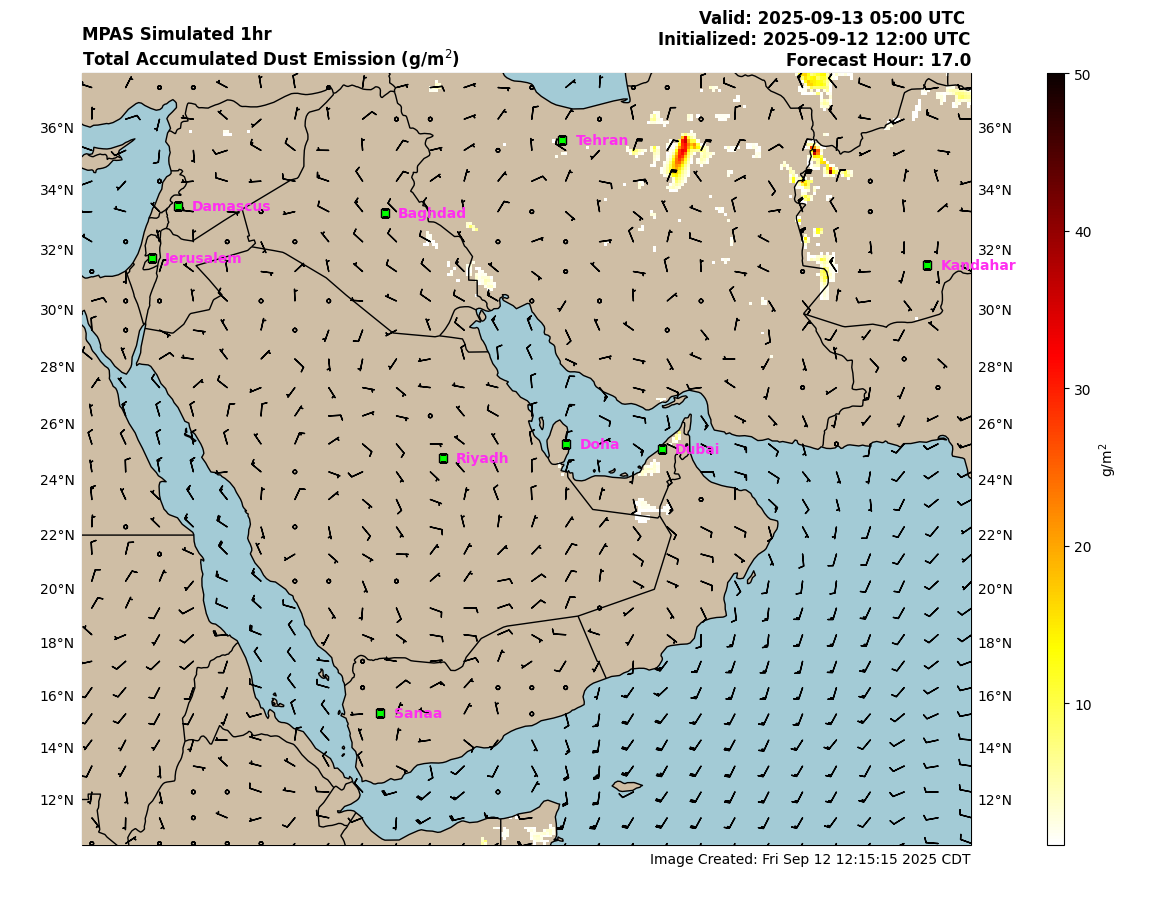 MPAS Simulated 1hr
Total Accumulated Dust Emission (g/m²)
Valid: 2025-09-13 05:00 UTC
Initialized: 2025-09-12 12:00 UTC
Forecast Hour: 17.0
36°N
34°N
32°N
30°N
28°N
26°N
24°N
22°N
20°N
18°N
16°N
14°N
12°N
Tehran
Damascus
Baghdad
Jerusalem
Kandahar
Doha
Dubai
Riyadh
Sanaa
36°N
34°N
32°N
30°N
28°N
26°N
24°N
22°N
20°N
18°N
16°N
14°N
12°N
50
40
30
20
10
g/m²
Image Created: Fri Sep 12 12:15:15 2025 CDT